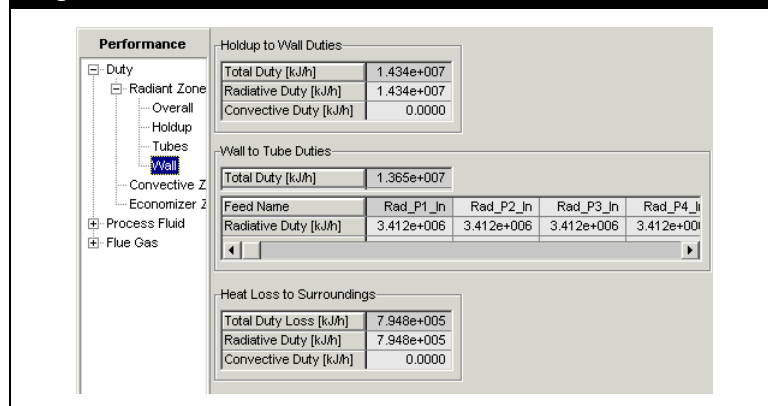 Performance
Duty
Radiant Zone
Overall
Holdup
Tubes
Wall
Convective Z
Economizer Z
Process Fluid
Flue Gas
Holdup to Wall Duties
Total Duty [kJ/h] 1.434e+007
Radiative Duty [kJ/h] 1.434e+007
Convective Duty [kJ/h] 0.0000
Wall to Tube Duties
Total Duty [kJ/h] 1.365e+007
Feed Name Rad_P1_In Rad_P2_In Rad_P3_In Rad_P4_I
Radiative Duty [kJ/h] 3.412e+006 3.412e+006 3.412e+006 3.412e+00
Heat Loss to Surroundings
Total Duty Loss [kJ/h] 7.948e+005
Radiative Duty [kJ/h] 7.948e+005
Convective Duty [kJ/h] 0.0000